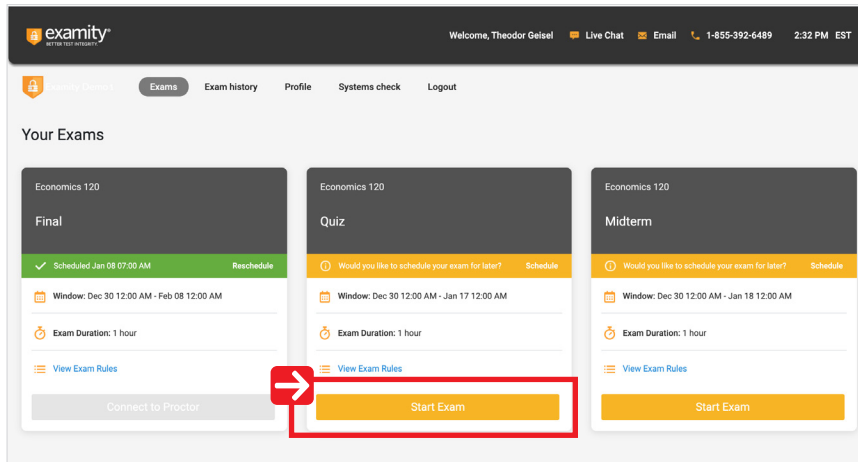 examity®
BETTER TEST INTEGRITY
Welcome, Theodor Geisel Live Chat Email 1-855-392-6489 2:32 PM EST
Examity Connect Exams Exam history Profile Systems check Logout
Your Exams
Economics 120
Final
Scheduled Jan 08 07:00 AM Reschedule
Window: Dec 30 12:00 AM - Feb 08 12:00 AM
Exam Duration: 1 hour
View Exam Rules
Connect to Proctor
Economics 120
Quiz
Would you like to schedule your exam for later? Schedule
Window: Dec 30 12:00 AM - Jan 17 12:00 AM
Exam Duration: 1 hour
View Exam Rules
Start Exam
Economics 120
Midterm
Would you like to schedule your exam for later? Schedule
Window: Dec 30 12:00 AM - Jan 18 12:00 AM
Exam Duration: 1 hour
View Exam Rules
Start Exam